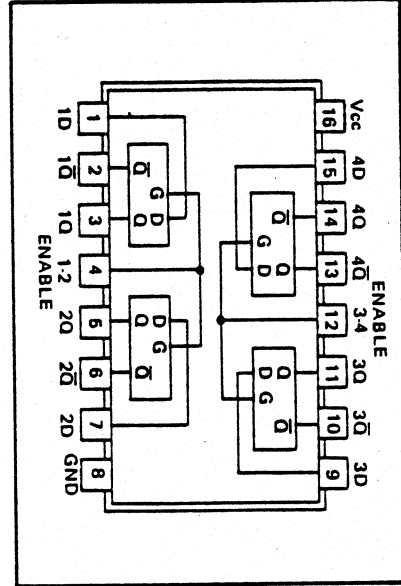 1D 1
1Q̅ 2
1Q 3
ENABLE 1-2 4
2Q 5
2Q̅ 6
2D 7
GND 8
Q̅ G
Q D
Q D
G
Q̅
16 Vcc
15 4D
14 4Q
13 4Q̅
12 ENABLE 3-4
11 3Q
10 3Q̅
9 3D
Q̅
G
D Q
D Q
G
Q̅